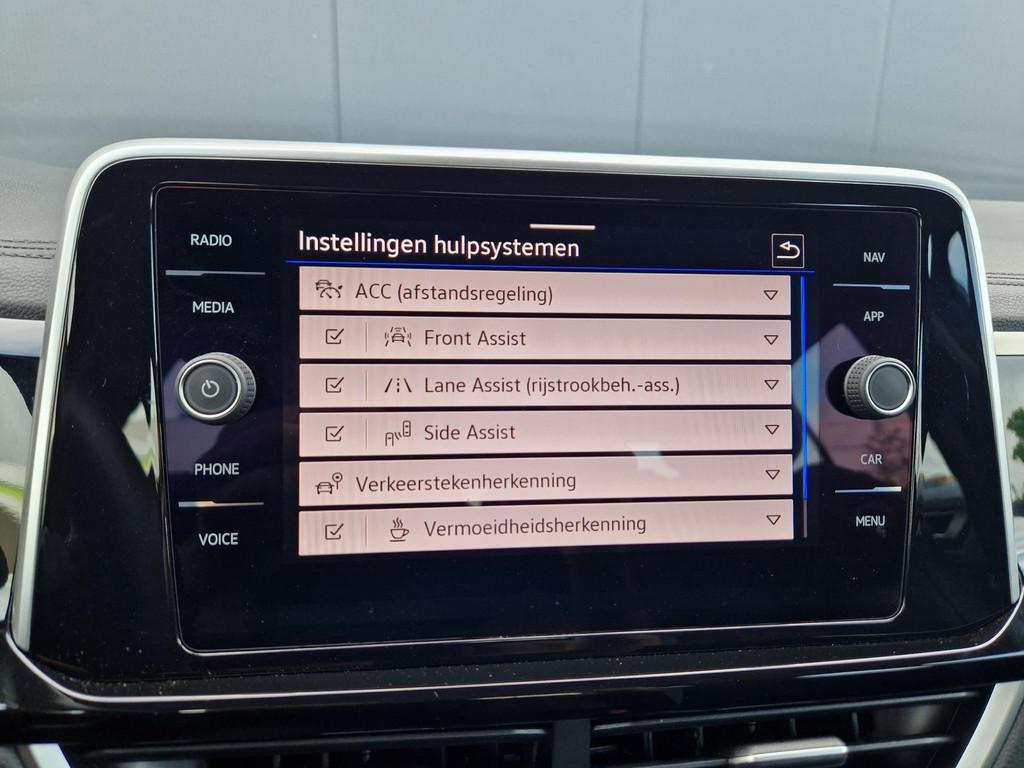 RADIO
MEDIA
PHONE
VOICE
Instellingen hulpsystemen
ACC (afstandsregeling)
Front Assist
Lane Assist (rijstrookbeh.-ass.)
Side Assist
Verkeerstekenherkenning
Vermoeidheidsherkenning
NAV
APP
CAR
MENU